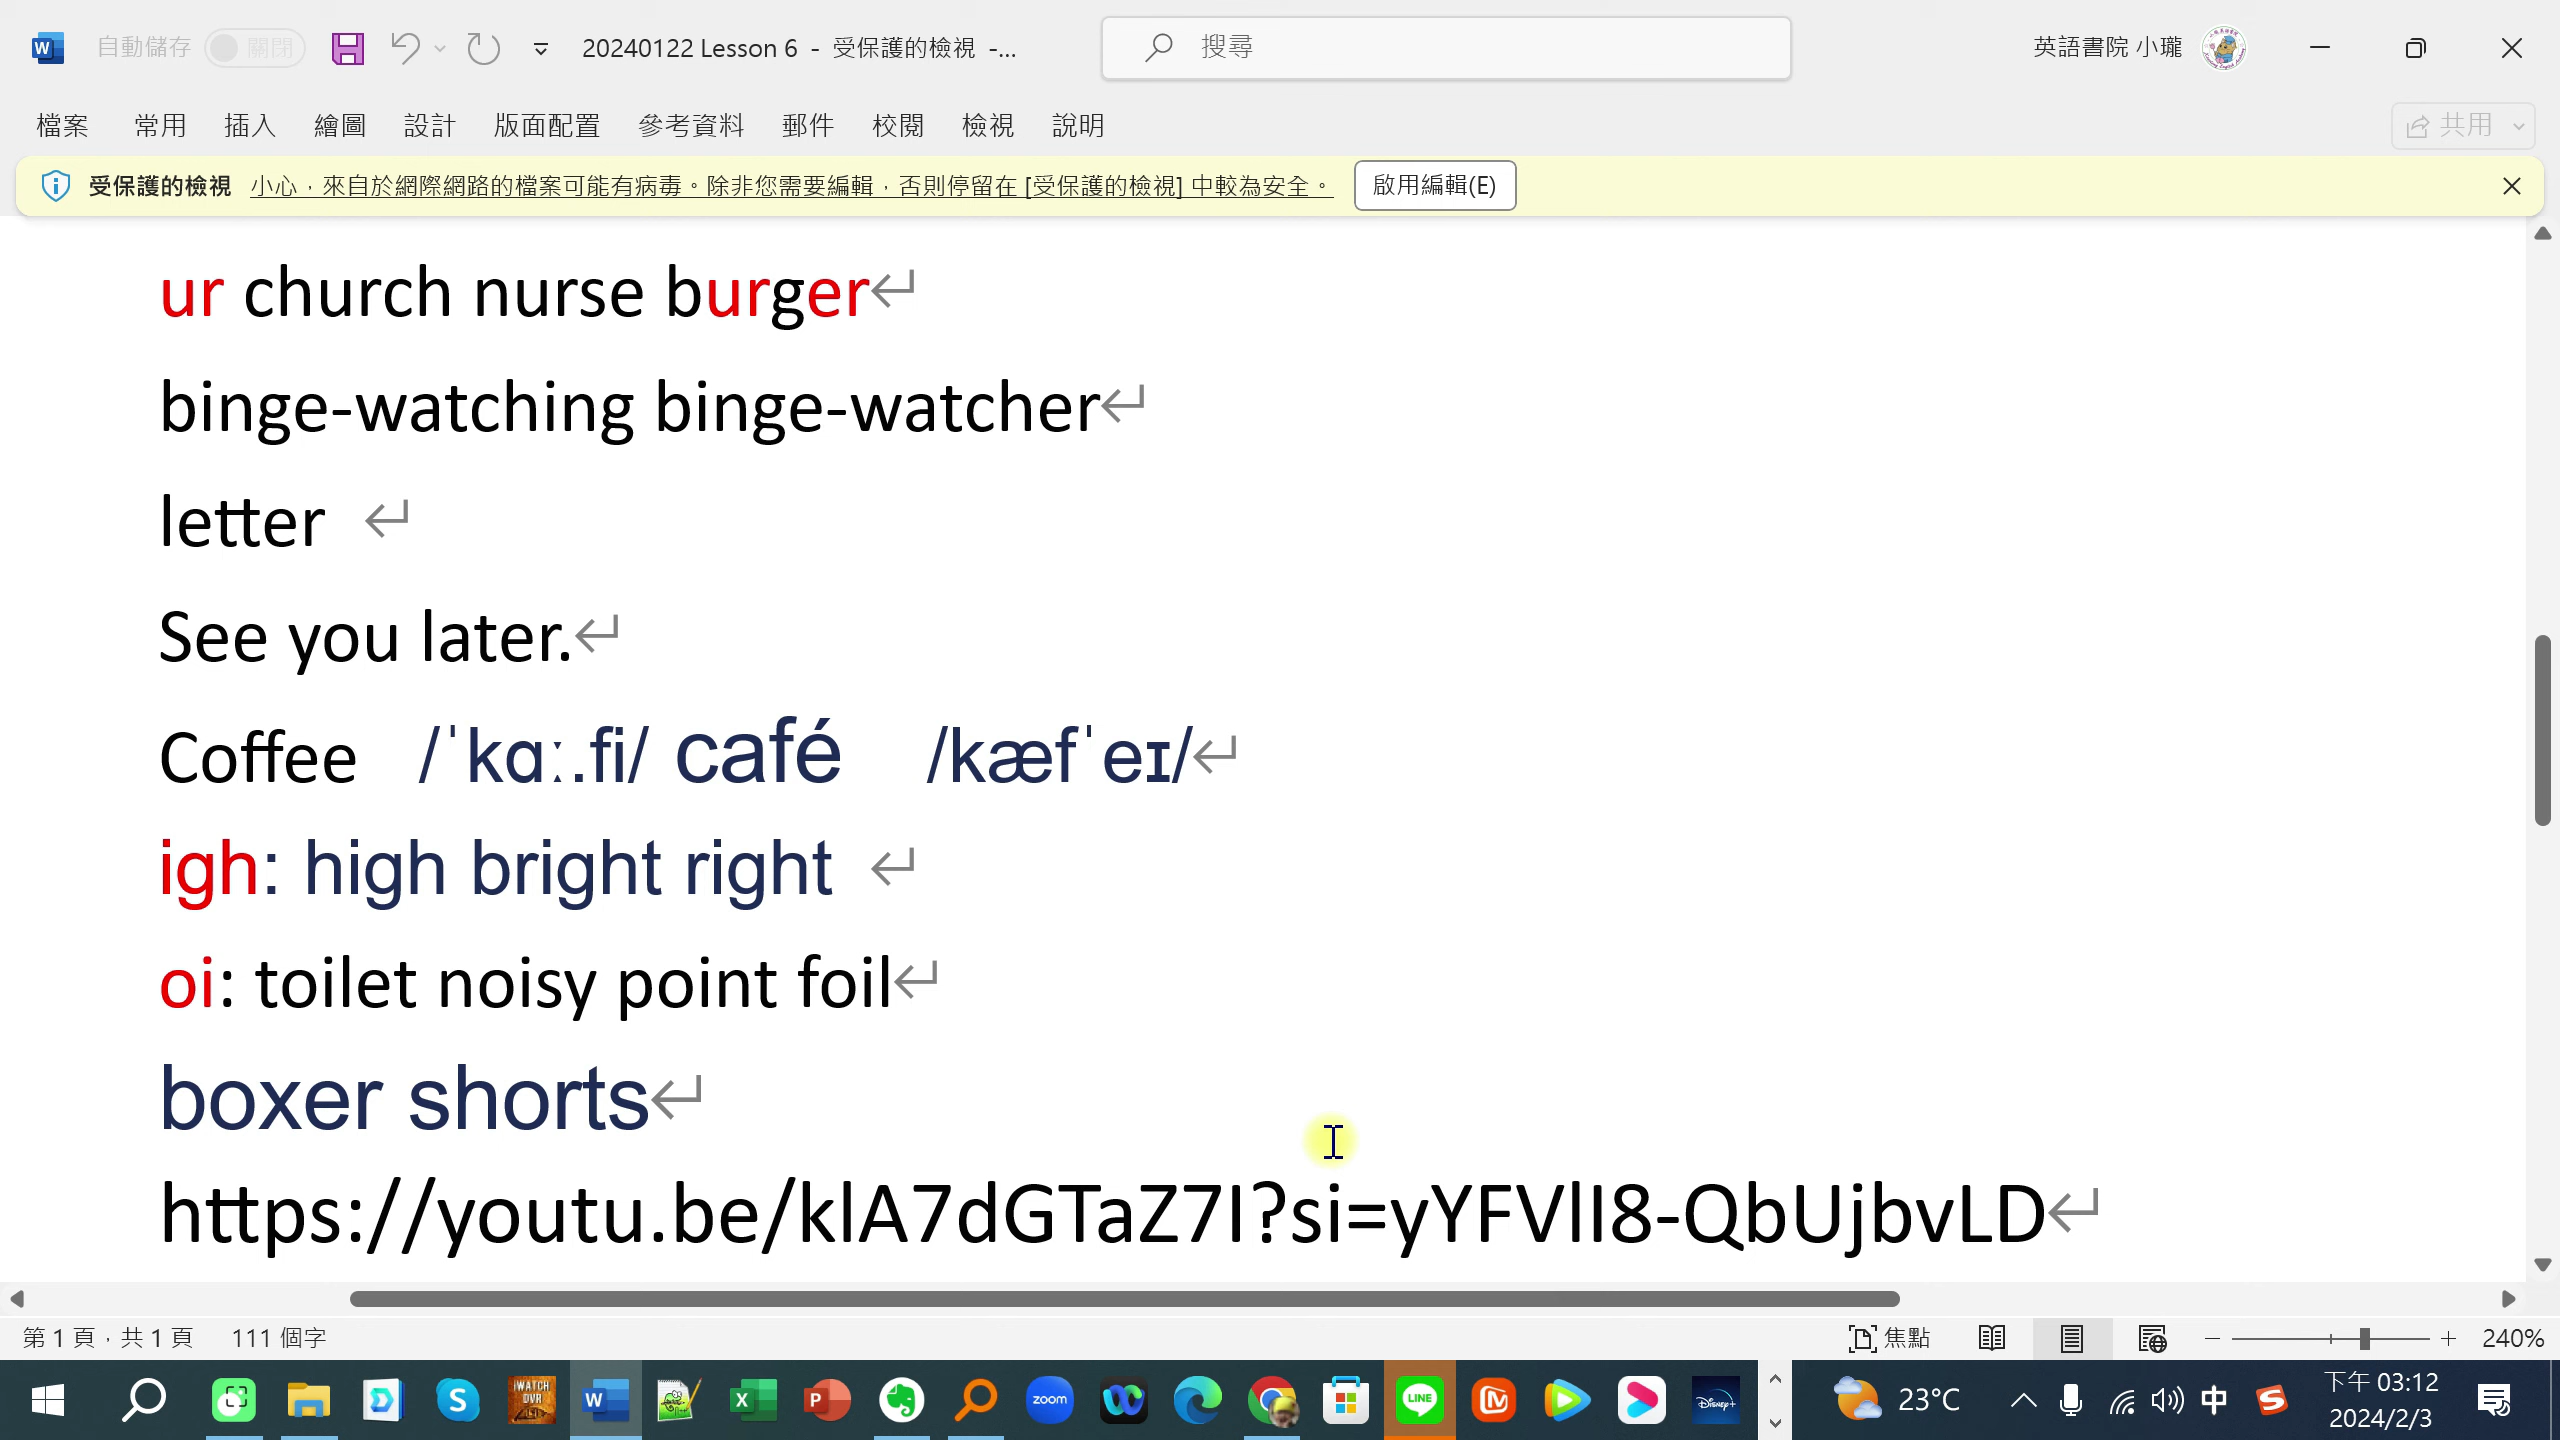 自動儲存 關閉 20240122 Lesson 6 - 受保護的檢視 -... 搜尋 英語書院 小瓏
檔案 常用 插入 繪圖 設計 版面配置 參考資料 郵件 校閱 檢視 說明 共用
受保護的檢視 小心，來自於網際網路的檔案可能有病毒。除非您需要編輯，否則停留在 [受保護的檢視] 中較為安全。 啟用編輯(E)
ur church nurse burger
binge-watching binge-watcher
letter
See you later.
Coffee /ˈkɑː.fi/ café /kæfˈeɪ/
igh: high bright right
oi: toilet noisy point foil
boxer shorts
https://youtu.be/klA7dGTaZ7I?si=yYFVlI8-QbUjbvLD
第 1 頁，共 1 頁 111 個字 焦點 240%
iWATCH DVR zoom LINE Disney+ 23°C 中 下午 03:12
2024/2/3